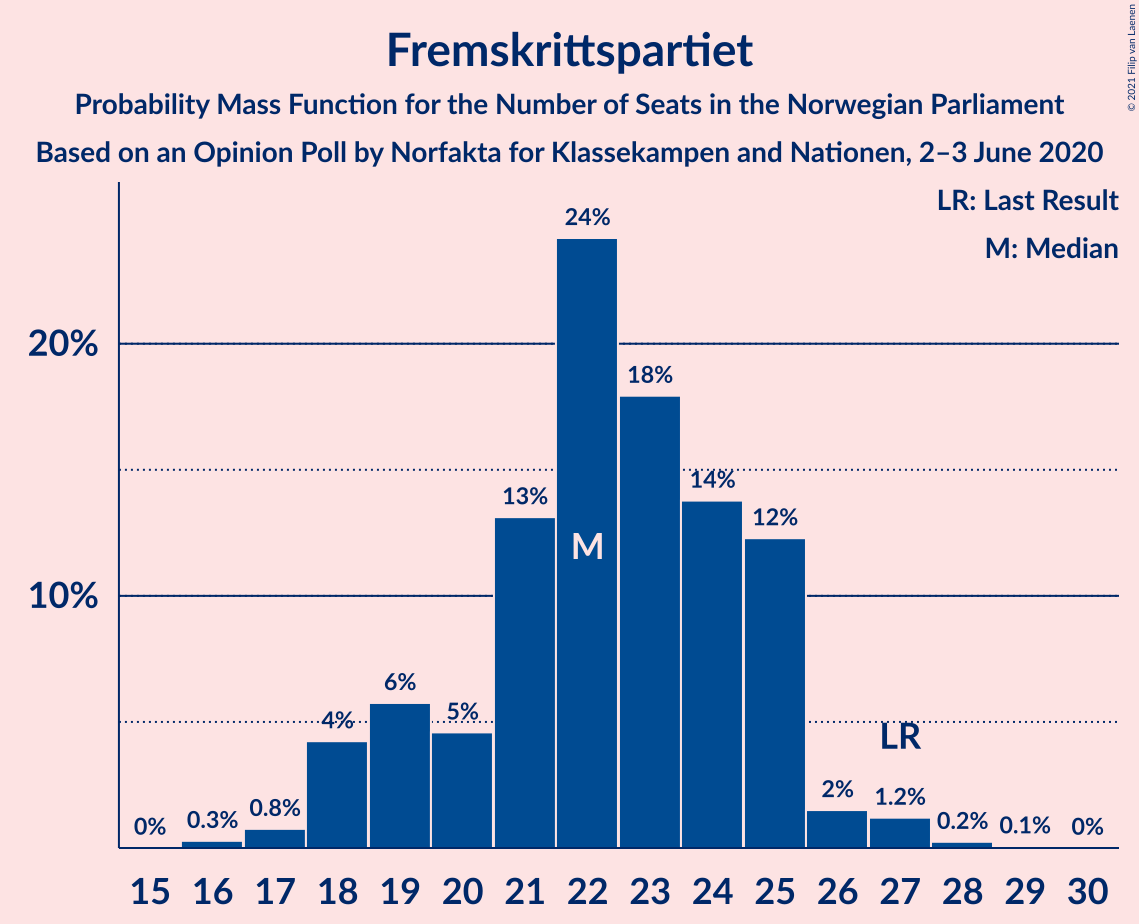 Fremskrittspartiet
Probability Mass Function for the Number of Seats in the Norwegian Parliament
Based on an Opinion Poll by Norfakta for Klassekampen and Nationen, 2–3 June 2020
© 2021 Filip van Laenen
LR: Last Result
M: Median
24%
20%
18%
14%
13%
12%
M
10%
6%
5%
4%
LR
2%
1.2%
0.8%
0.3%
0.2%
0.1%
0%
0%
15 16 17 18 19 20 21 22 23 24 25 26 27 28 29 30